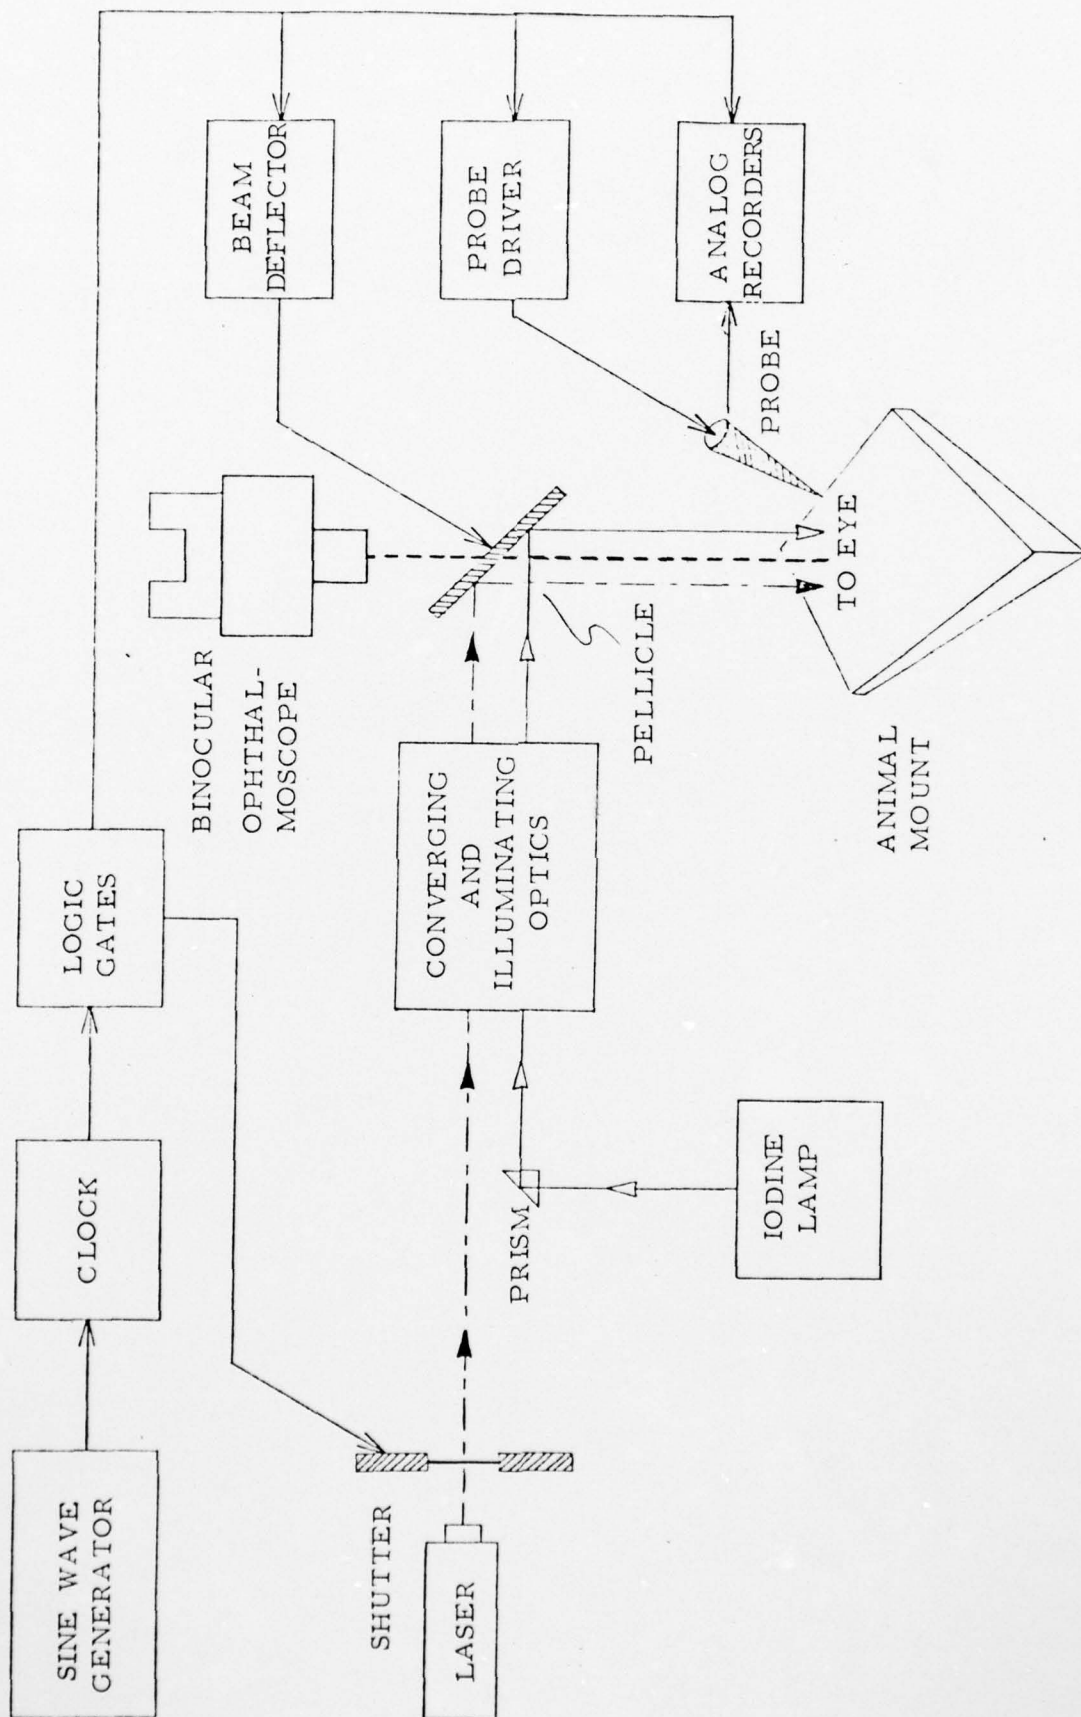 SINE WAVE
GENERATOR
CLOCK
LOGIC
GATES
BEAM
DEFLECTOR
BINOCULAR
OPHTHAL-
MOSCOPE
PROBE
DRIVER
SHUTTER
LASER
CONVERGING
AND
ILLUMINATING
OPTICS
PRISM
PELLICLE
ANALOG
RECORDERS
PROBE
IODINE
LAMP
TO EYE
ANIMAL
MOUNT